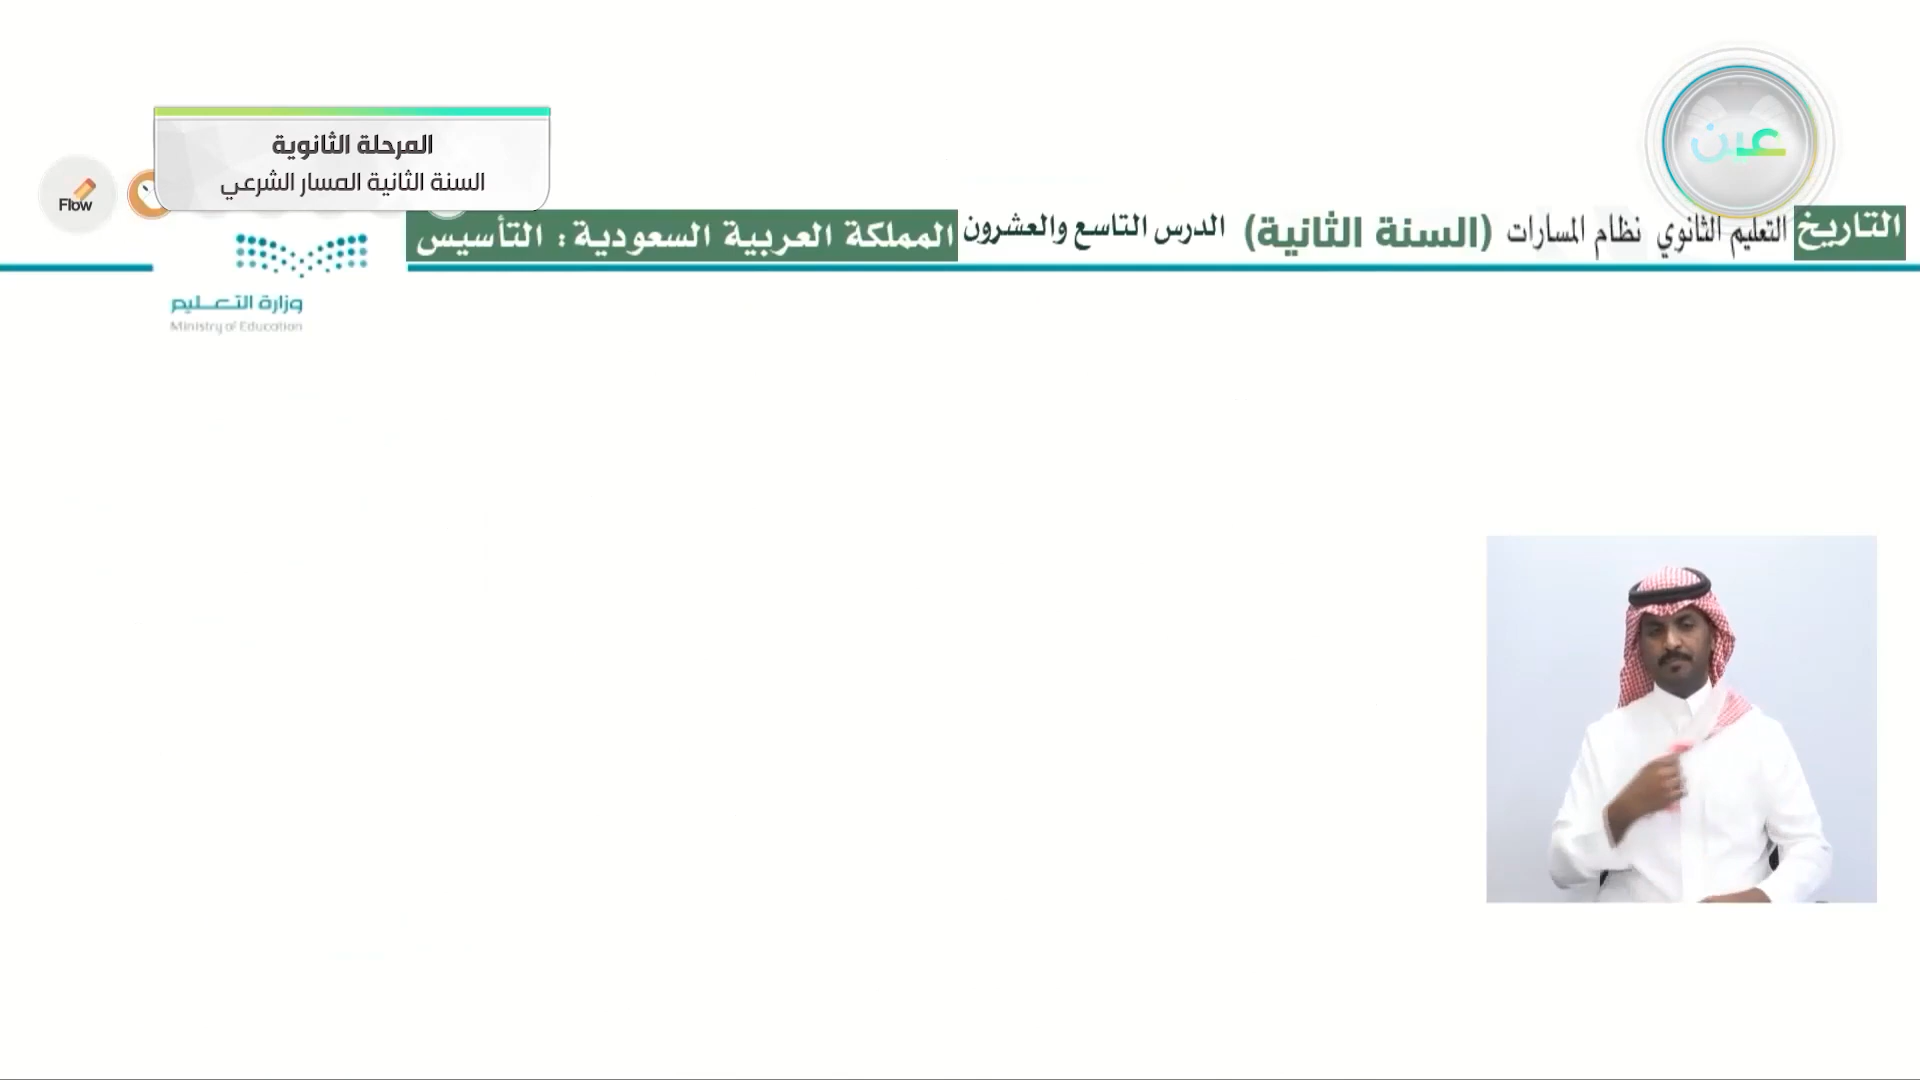 المرحلة الثانوية
السنة الثانية المسار الشرعي
عين
Flow
التاريخ التعليم الثانوي نظام المسارات (السنة الثانية) الدرس التاسع والعشرون المملكة العربية السعودية : التأسيس
وزارة التعليم
Ministry of Education